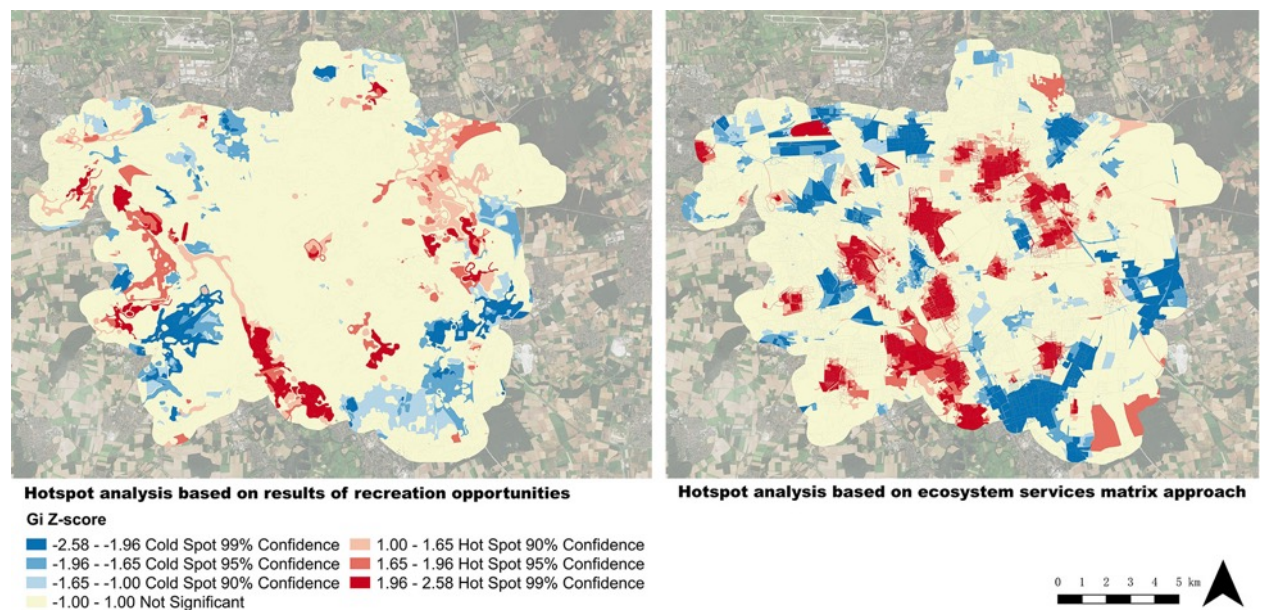 Hotspot analysis based on results of recreation opportunities
Hotspot analysis based on ecosystem services matrix approach
Gi Z-score
-2.58 - -1.96 Cold Spot 99% Confidence
-1.96 - -1.65 Cold Spot 95% Confidence
-1.65 - -1.00 Cold Spot 90% Confidence
-1.00 - 1.00 Not Significant
1.00 - 1.65 Hot Spot 90% Confidence
1.65 - 1.96 Hot Spot 95% Confidence
1.96 - 2.58 Hot Spot 99% Confidence
0 1 2 3 4 5 km